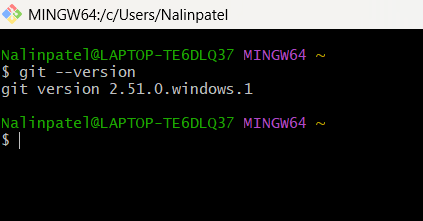 MINGW64:/c/Users/Nalinpatel
Nalinpatel@LAPTOP-TE6DLQ37 MINGW64 ~
$ git --version
git version 2.51.0.windows.1
Nalinpatel@LAPTOP-TE6DLQ37 MINGW64 ~
$